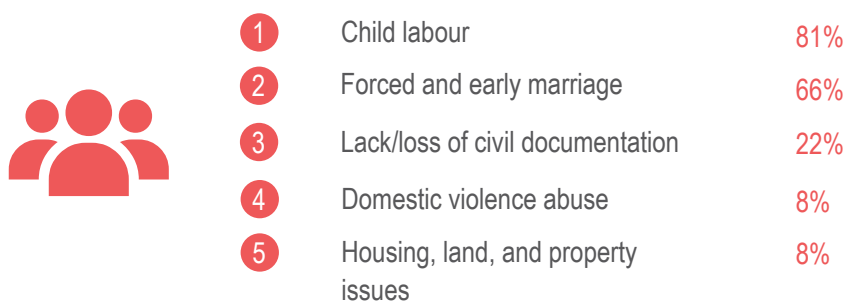 1 Child labour 81%
2 Forced and early marriage 66%
3 Lack/loss of civil documentation 22%
4 Domestic violence abuse 8%
5 Housing, land, and property 8%
issues